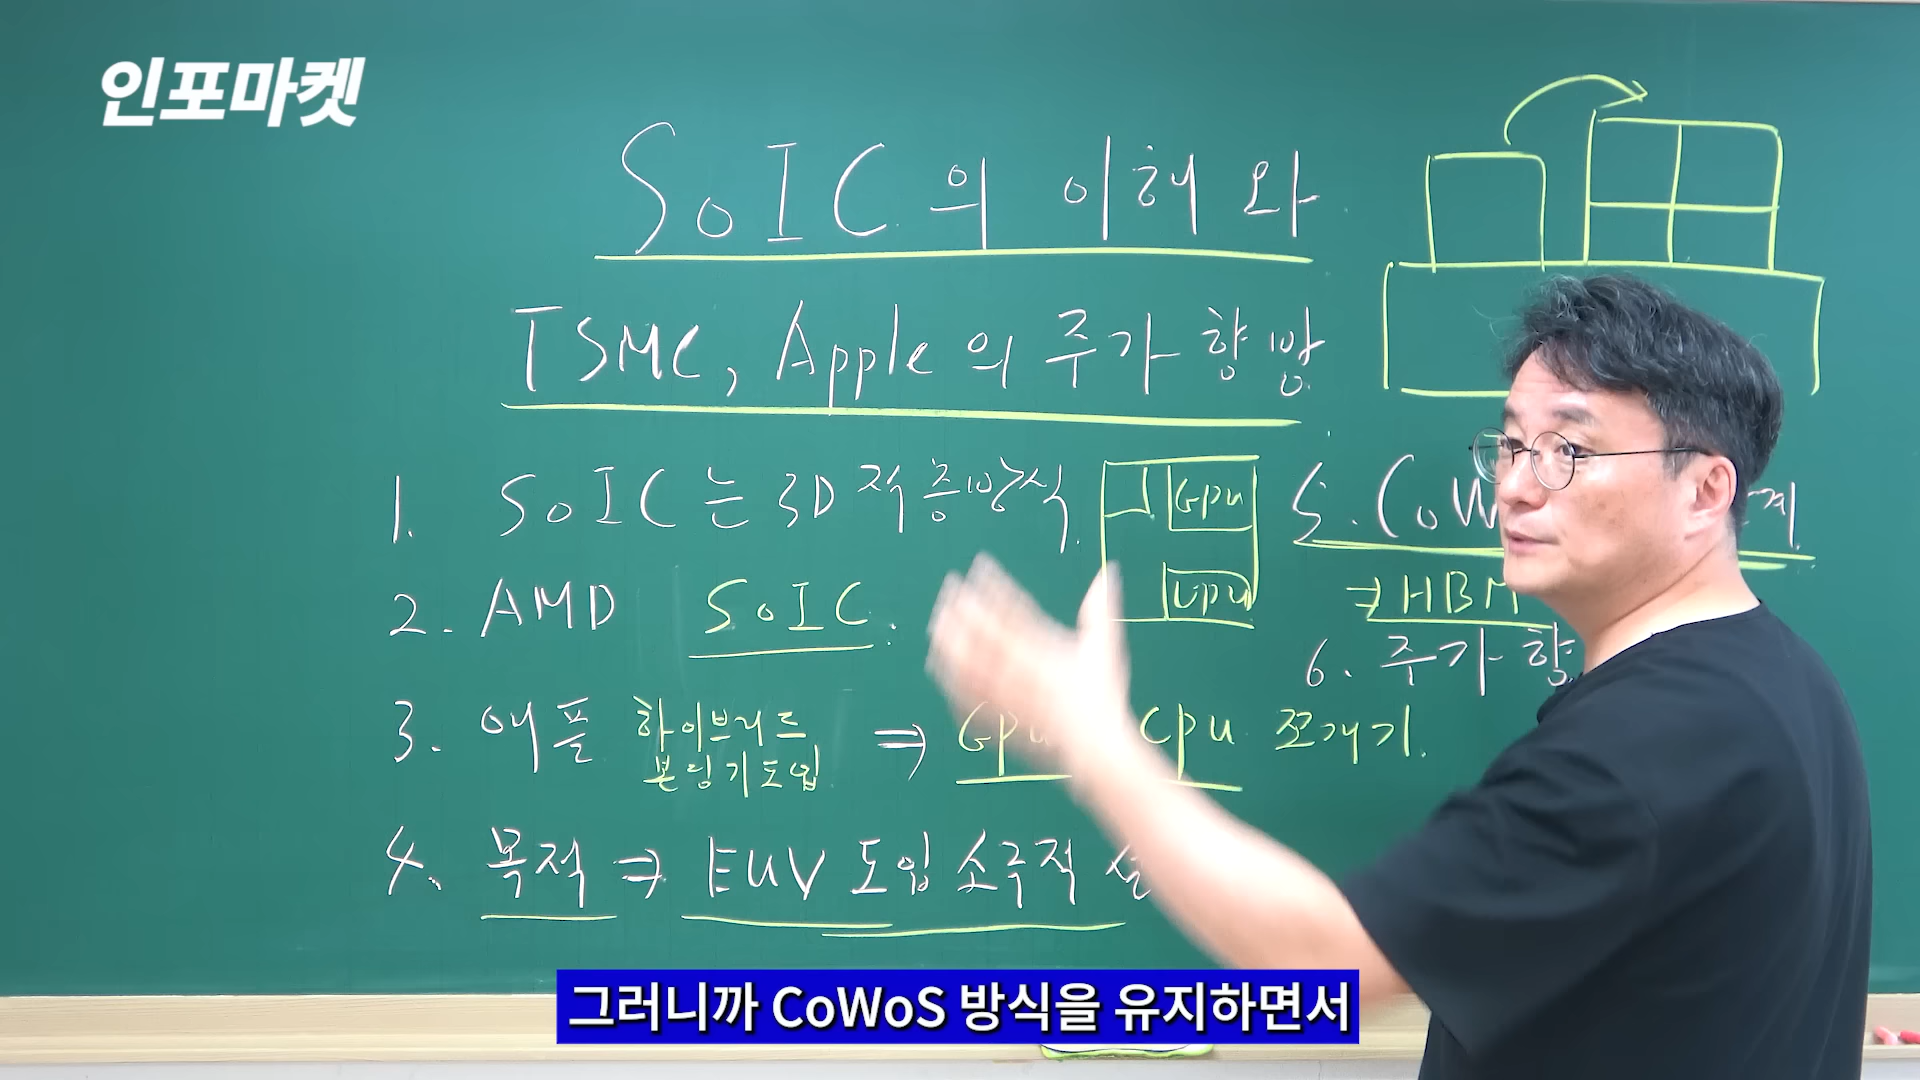 인포마켓
SoIC의 이해와
TSMC, Apple의 주가향방
1. SoIC는 3D적층방식.
GPU
CPU
2. AMD SoIC.
3. 애플 하이브리드
본딩기도입
⇒ GPU CPU 쪼개기.
4. 목적 ⇒ EUV 도입 소극적
5. CoW
⇒ HBM
6. 주가향
그러니까 CoWoS 방식을 유지하면서